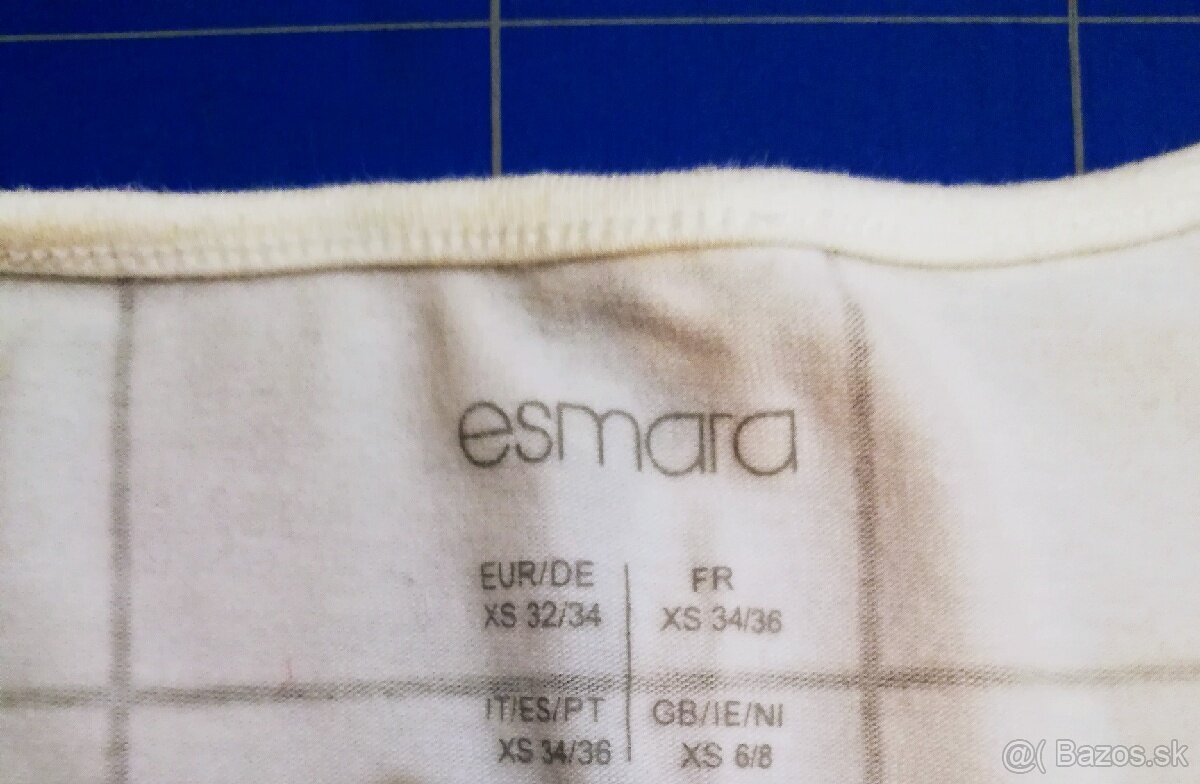 esmara
EUR/DE
XS 32/34
FR
XS 34/36
IT/ES/PT
XS 34/36
GB/IE/NI
XS 6/8
@( Bazos.sk